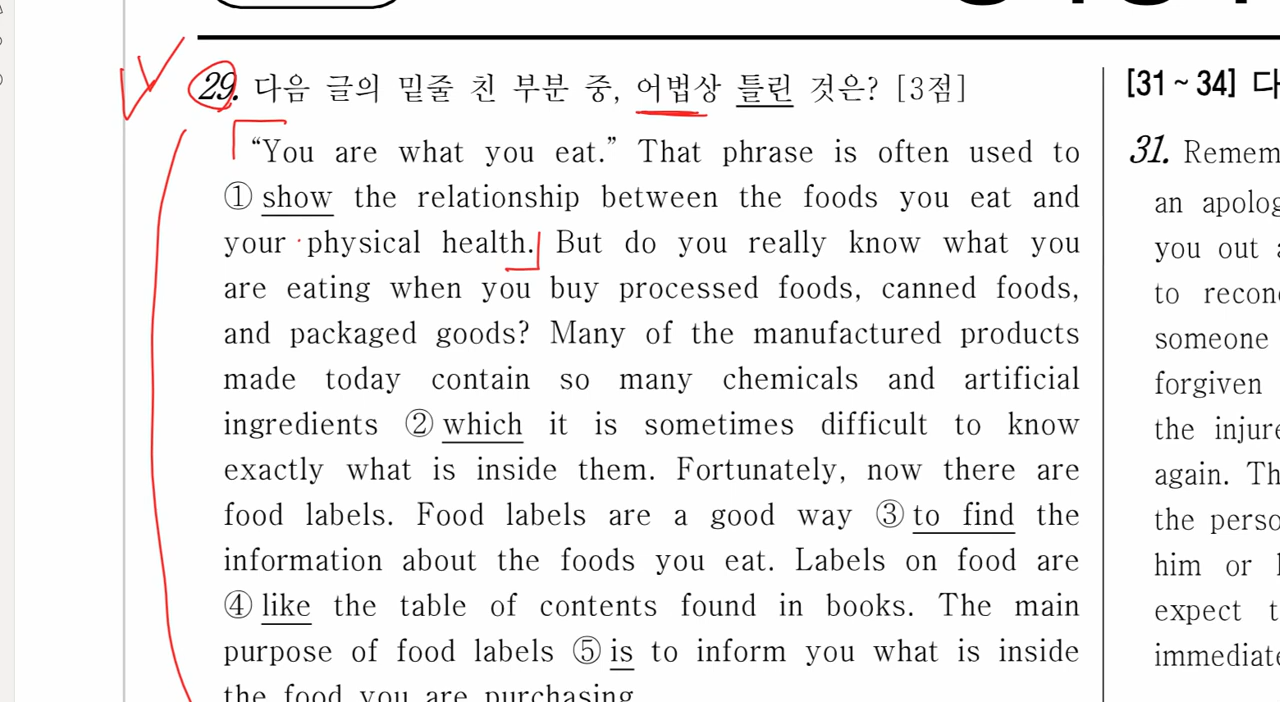 29. 다음 글의 밑줄 친 부분 중, 어법상 틀린 것은? [3점]
“You are what you eat.” That phrase is often used to
① show the relationship between the foods you eat and
your physical health. But do you really know what you
are eating when you buy processed foods, canned foods,
and packaged goods? Many of the manufactured products
made today contain so many chemicals and artificial
ingredients ② which it is sometimes difficult to know
exactly what is inside them. Fortunately, now there are
food labels. Food labels are a good way ③ to find the
information about the foods you eat. Labels on food are
④ like the table of contents found in books. The main
purpose of food labels ⑤ is to inform you what is inside
the food you are purchasing.
[31~34] 다
31. Remem
an apolog
you out a
to recon
someone
forgiven
the injure
again. Th
the perso
him or
expect t
immediate